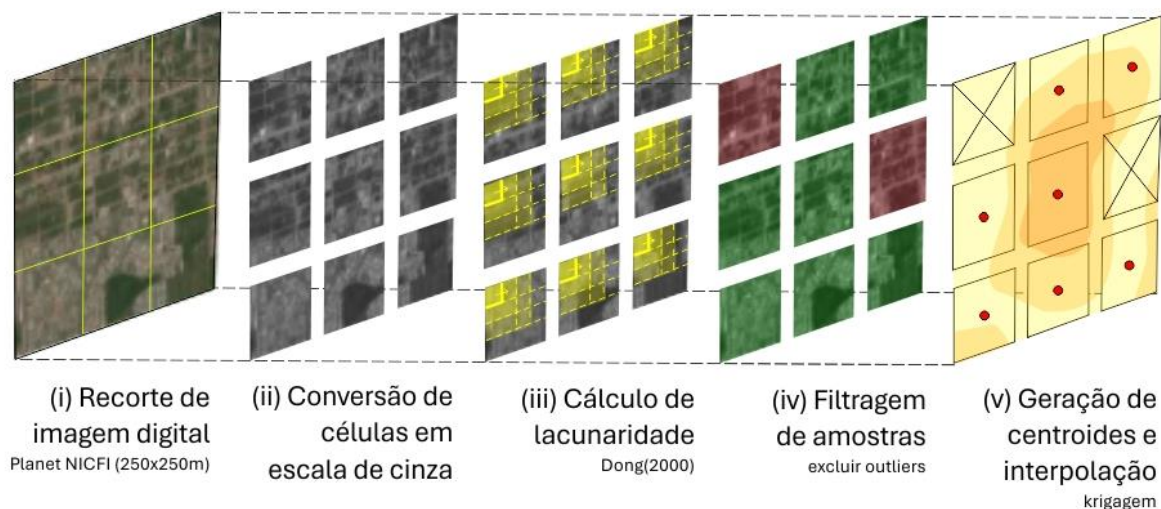 (i) Recorte de
imagem digital
Planet NICFI (250x250m)
(ii) Conversão de
células em
escala de cinza
(iii) Cálculo de
lacunaridade
Dong(2000)
(iv) Filtragem
de amostras
excluir outliers
(v) Geração de
centroides e
interpolação
krigagem